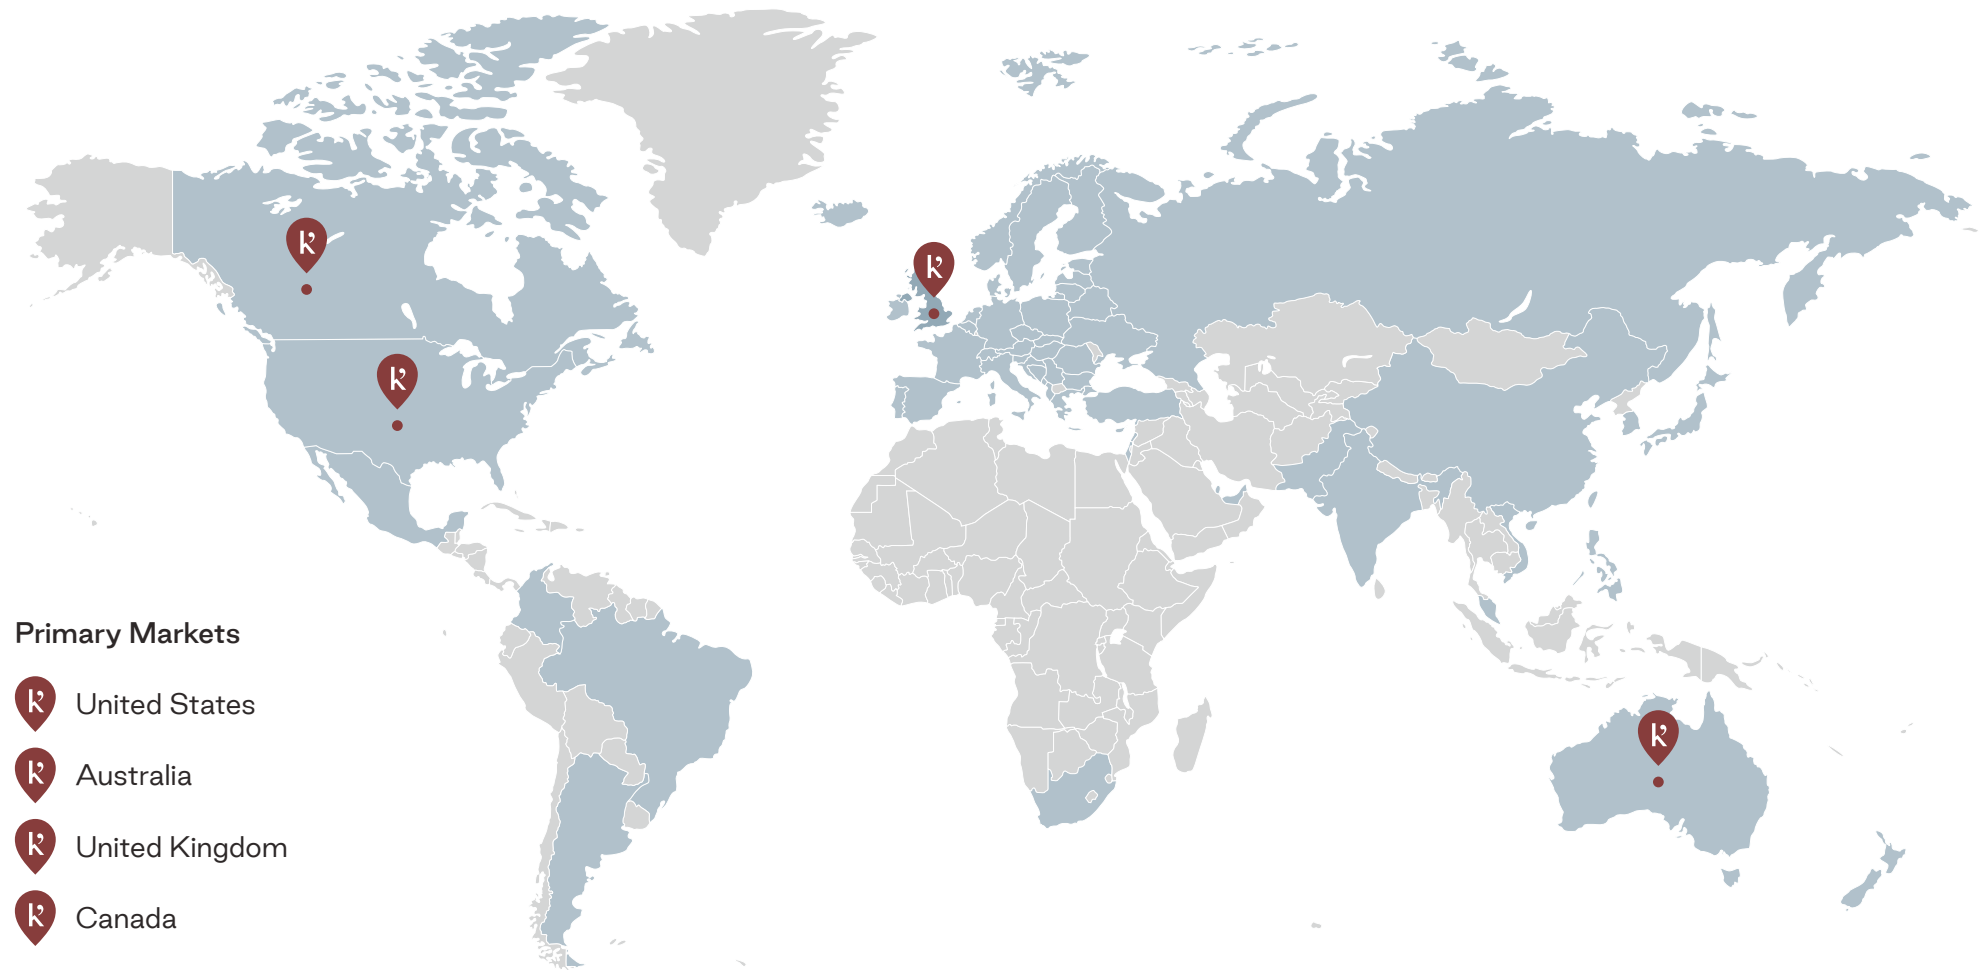 Primary Markets
United States
Australia
United Kingdom
Canada